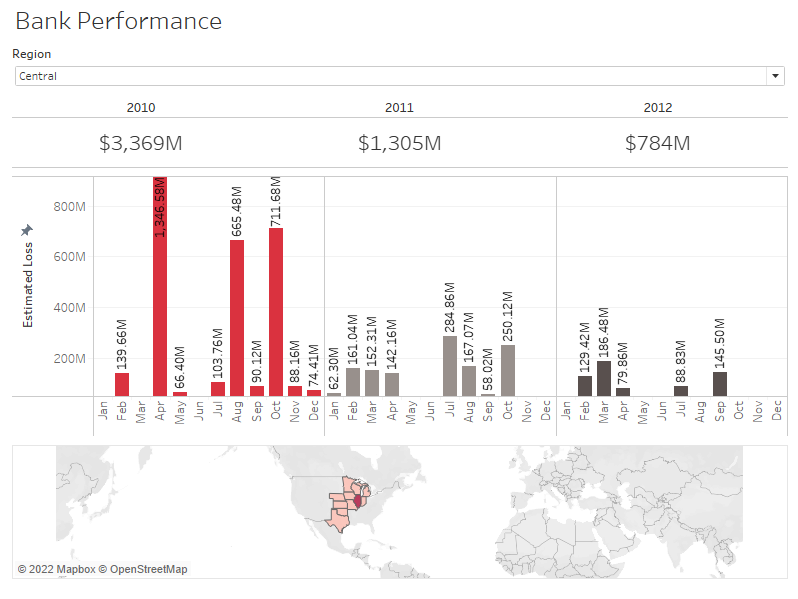 Bank Performance
Region
Central
2010 2011 2012
$3,369M $1,305M $784M
Estimated Loss
800M
600M
400M
200M
139.66M 1,346.58M 66.40M 103.76M 665.48M 90.12M 711.68M 88.16M 74.41M 62.30M 161.04M 152.31M 142.16M 284.86M 167.07M 58.02M 250.12M 129.42M 186.48M 79.86M 88.83M 145.50M
Jan Feb Mar Apr May Jun Jul Aug Sep Oct Nov Dec Jan Feb Mar Apr May Jun Jul Aug Sep Oct Nov Dec Jan Feb Mar Apr May Jun Jul Aug Sep Oct Nov Dec
© 2022 Mapbox © OpenStreetMap